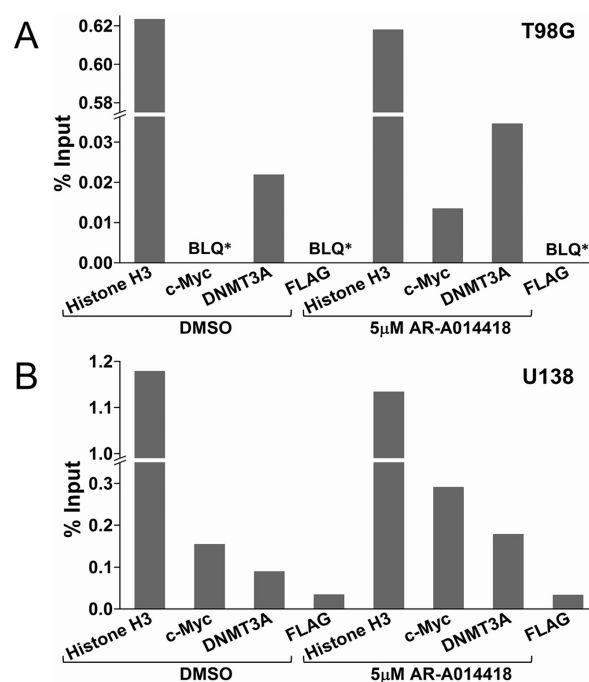 A
T98G
% Input
0.62
0.60
0.58
0.03
0.02
0.01
0.00
BLQ*
BLQ*
BLQ*
Histone H3
c-Myc
DNMT3A
FLAG
Histone H3
c-Myc
DNMT3A
FLAG
DMSO
5μM AR-A014418
B
U138
% Input
1.2
1.1
1.0
0.3
0.2
0.1
0.0
Histone H3
c-Myc
DNMT3A
FLAG
Histone H3
c-Myc
DNMT3A
FLAG
DMSO
5μM AR-A014418